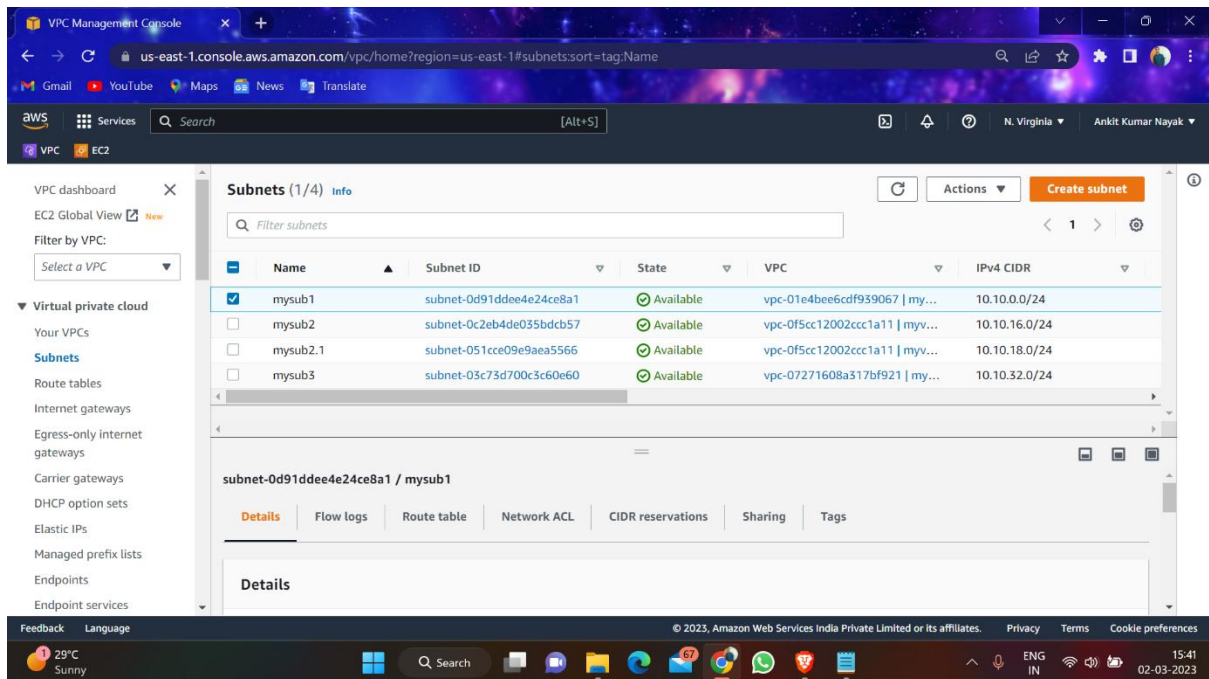 VPC Management Console
us-east-1.console.aws.amazon.com/vpc/home?region=us-east-1#subnets:sort=tag:Name
Gmail YouTube Maps News Translate
aws Services Search [Alt+S] N. Virginia ▼ Ankit Kumar Nayak ▼
VPC EC2
VPC dashboard
EC2 Global View New
Filter by VPC:
Select a VPC
Virtual private cloud
Your VPCs
Subnets
Route tables
Internet gateways
Egress-only internet
gateways
Carrier gateways
DHCP option sets
Elastic IPs
Managed prefix lists
Endpoints
Endpoint services
Subnets (1/4) Info
Actions ▼ Create subnet
Filter subnets
1
Name Subnet ID State VPC IPv4 CIDR
mysub1 subnet-0d91ddee4e24ce8a1 Available vpc-01e4bee6cdf939067 | my... 10.10.0.0/24
mysub2 subnet-0c2eb4de035bdcb57 Available vpc-0f5cc12002ccc1a11 | myv... 10.10.16.0/24
mysub2.1 subnet-051cce09e9aea5566 Available vpc-0f5cc12002ccc1a11 | myv... 10.10.18.0/24
mysub3 subnet-03c73d700c3c60e60 Available vpc-07271608a317bf921 | my... 10.10.32.0/24
subnet-0d91ddee4e24ce8a1 / mysub1
Details Flow logs Route table Network ACL CIDR reservations Sharing Tags
Details
Feedback Language © 2023, Amazon Web Services India Private Limited or its affiliates. Privacy Terms Cookie preferences
1 29°C
Sunny
Search
67
ENG
IN
15:41
02-03-2023